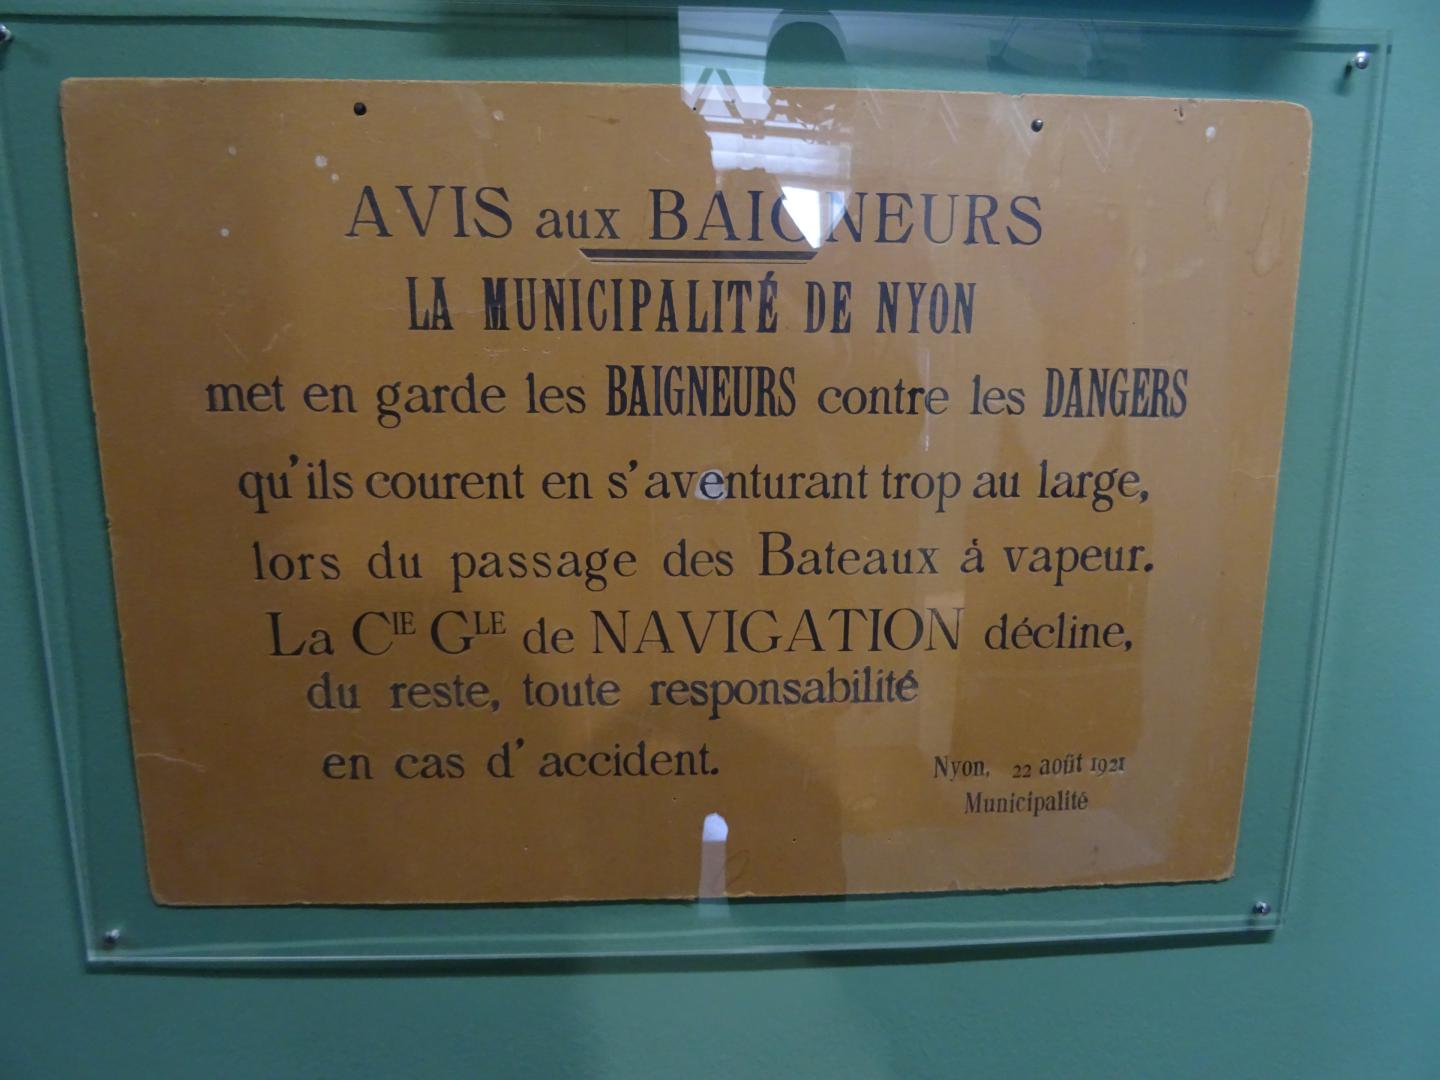 AVIS aux BAIGNEURS
LA MUNICIPALITÉ DE NYON
met en garde les BAIGNEURS contre les DANGERS
qu'ils courent en s'aventurant trop au large,
lors du passage des Bateaux à vapeur.
La CIE GLE de NAVIGATION décline,
du reste, toute responsabilité
en cas d'accident.
Nyon, 22 août 1921
Municipalité